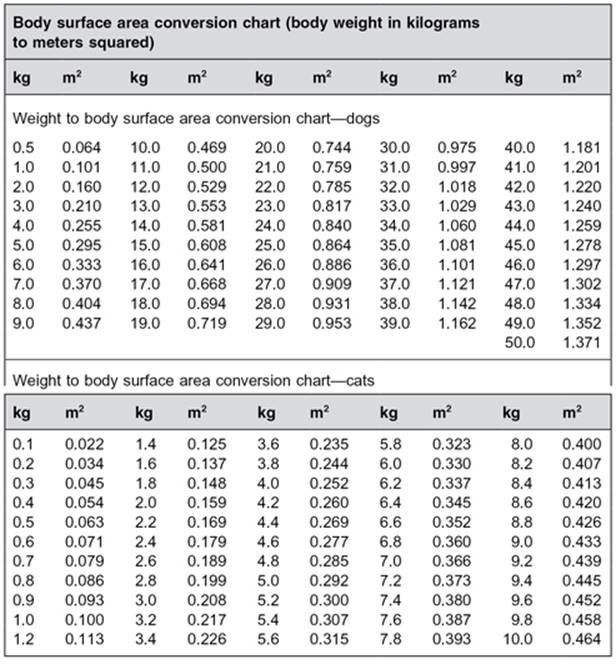 Body surface area conversion chart (body weight in kilograms
to meters squared)
kg m² kg m² kg m² kg m² kg m²
Weight to body surface area conversion chart—dogs
0.5 0.064 10.0 0.469 20.0 0.744 30.0 0.975 40.0 1.181
1.0 0.101 11.0 0.500 21.0 0.759 31.0 0.997 41.0 1.201
2.0 0.160 12.0 0.529 22.0 0.785 32.0 1.018 42.0 1.220
3.0 0.210 13.0 0.553 23.0 0.817 33.0 1.029 43.0 1.240
4.0 0.255 14.0 0.581 24.0 0.840 34.0 1.060 44.0 1.259
5.0 0.295 15.0 0.608 25.0 0.864 35.0 1.081 45.0 1.278
6.0 0.333 16.0 0.641 26.0 0.886 36.0 1.101 46.0 1.297
7.0 0.370 17.0 0.668 27.0 0.909 37.0 1.121 47.0 1.302
8.0 0.404 18.0 0.694 28.0 0.931 38.0 1.142 48.0 1.334
9.0 0.437 19.0 0.719 29.0 0.953 39.0 1.162 49.0 1.352
50.0 1.371
Weight to body surface area conversion chart—cats
kg m² kg m² kg m² kg m² kg m²
0.1 0.022 1.4 0.125 3.6 0.235 5.8 0.323 8.0 0.400
0.2 0.034 1.6 0.137 3.8 0.244 6.0 0.330 8.2 0.407
0.3 0.045 1.8 0.148 4.0 0.252 6.2 0.337 8.4 0.413
0.4 0.054 2.0 0.159 4.2 0.260 6.4 0.345 8.6 0.420
0.5 0.063 2.2 0.169 4.4 0.269 6.6 0.352 8.8 0.426
0.6 0.071 2.4 0.179 4.6 0.277 6.8 0.360 9.0 0.433
0.7 0.079 2.6 0.189 4.8 0.285 7.0 0.366 9.2 0.439
0.8 0.086 2.8 0.199 5.0 0.292 7.2 0.373 9.4 0.445
0.9 0.093 3.0 0.208 5.2 0.300 7.4 0.380 9.6 0.452
1.0 0.100 3.2 0.217 5.4 0.307 7.6 0.387 9.8 0.458
1.2 0.113 3.4 0.226 5.6 0.315 7.8 0.393 10.0 0.464